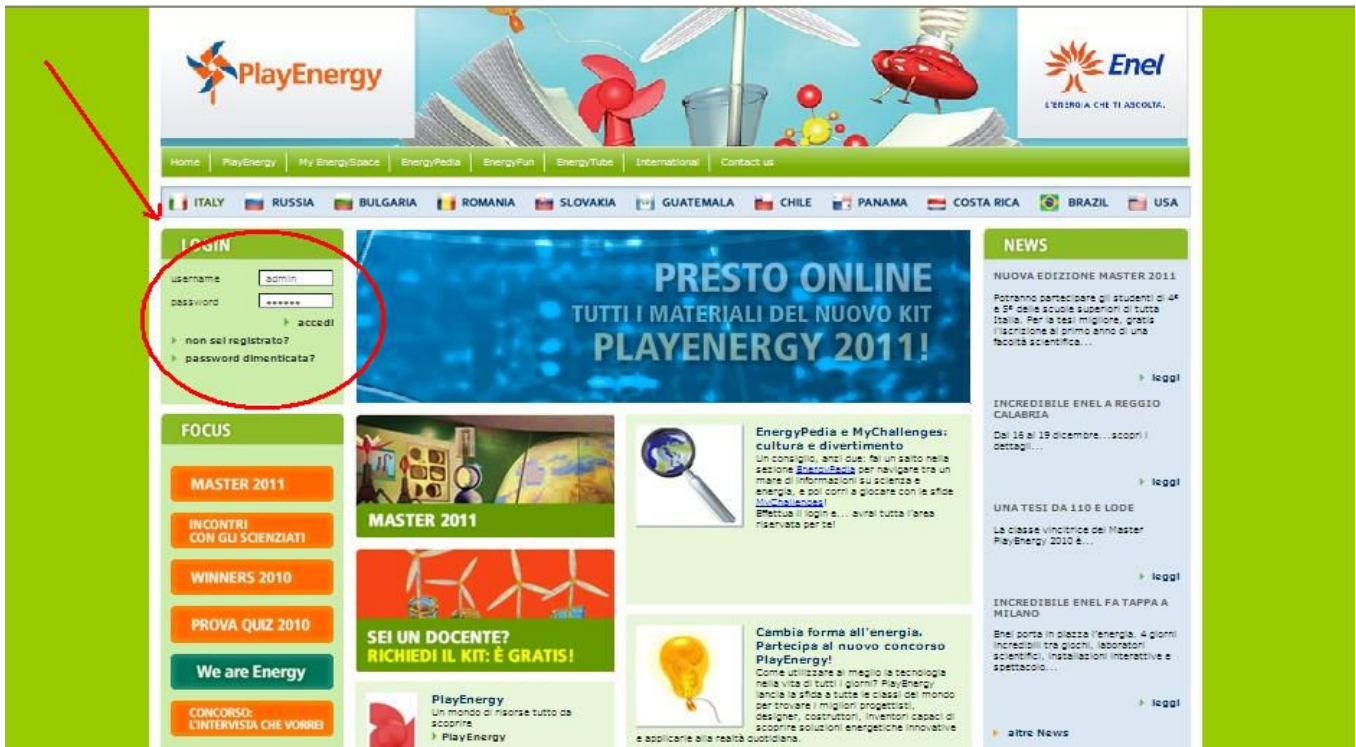 PlayEnergy
Enel
L'ENERGIA CHE TI ASCOLTA.
Home PlayEnergy My EnergySpace EnergyPedia EnergyFun EnergyTube International Contact us
ITALY RUSSIA BULGARIA ROMANIA SLOVAKIA GUATEMALA CHILE PANAMA COSTA RICA BRAZIL USA
LOGIN
username admin
password ••••••
accedi
non sei registrato?
password dimenticata?
FOCUS
MASTER 2011
INCONTRI
CON GLI SCIENZIATI
WINNERS 2010
PROVA QUIZ 2010
We are Energy
CONCORSO:
L'INTERVISTA CHE VORREI
PRESTO ONLINE
TUTTI I MATERIALI DEL NUOVO KIT
PLAYENERGY 2011!
MASTER 2011
SEI UN DOCENTE?
RICHIEDI IL KIT: È GRATIS!
PlayEnergy
Un mondo di risorse tutto da
scoprire
PlayEnergy
EnergyPedia e MyChallenges:
cultura e divertimento
Un consiglio, anzi due: fai un salto nella
sezione EnergyPedia per navigare tra un
mare di informazioni su scienza e
energia, e poi corri a giocare con le sfide
MyChallenges!
Effettua il login e... avrai tutta l'area
riservata per te!
Cambia forma all'energia.
Partecipa al nuovo concorso
PlayEnergy!
Come utilizzare al meglio la tecnologia
nella vita di tutti i giorni? PlayEnergy
lancia la sfida a tutte le classi del mondo
per trovare i migliori progettisti,
designer, costruttori, inventori capaci di
scoprire soluzioni energetiche innovative
e applicarle alla realtà quotidiana.
NEWS
NUOVA EDIZIONE MASTER 2011
Potranno partecipare gli studenti di 4ª
e 5ª delle scuole superiori di tutta
Italia. Per la tesi migliore, gratis
l'iscrizione al primo anno di una
facoltà scientifica...
leggi
INCREDIBILE ENEL A REGGIO
CALABRIA
Dal 16 al 19 dicembre...scopri i
dettagli...
leggi
UNA TESI DA 110 E LODE
La classe vincitrice del Master
PlayEnergy 2010 è...
leggi
INCREDIBILE ENEL FA TAPPA A
MILANO
Enel porta in piazza l'energia. 4 giorni
incredibili tra giochi, laboratori
scientifici, installazioni interattive e
spettacolo...
leggi
altre News